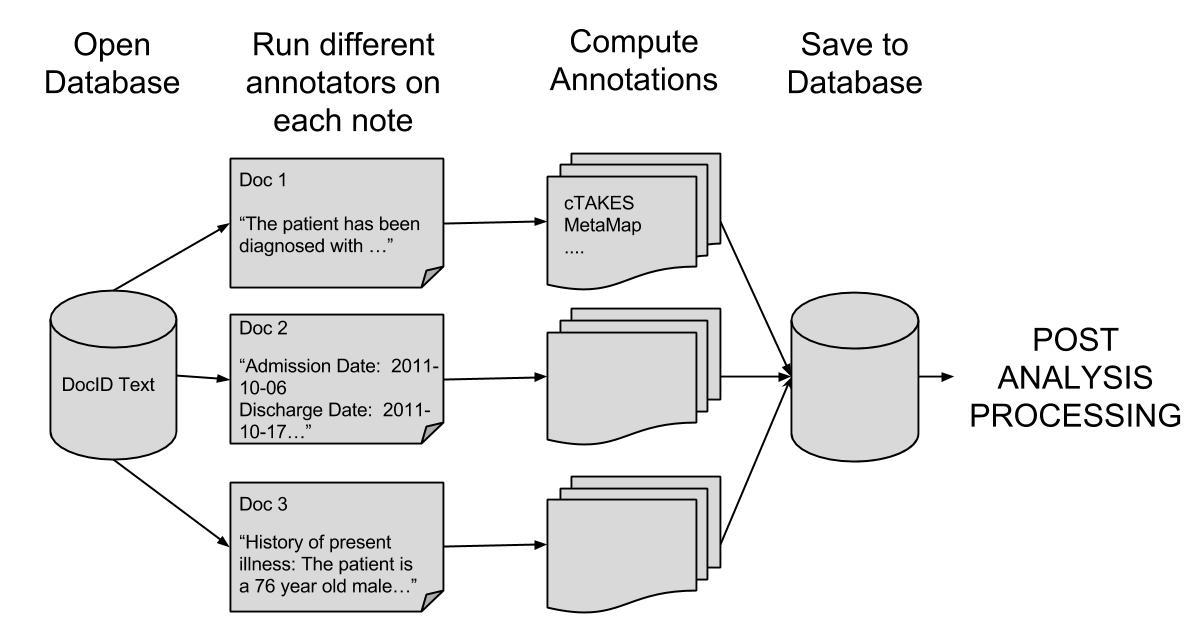 Open
Database
Run different
annotators on
each note
Compute
Annotations
Save to
Database
Doc 1
“The patient has been
diagnosed with …”
cTAKES
MetaMap
....
DocID Text
Doc 2
“Admission Date:  2011-
10-06
Discharge Date:  2011-
10-17…”
Doc 3
“History of present
illness: The patient is
a 76 year old male…”
POST
ANALYSIS
PROCESSING